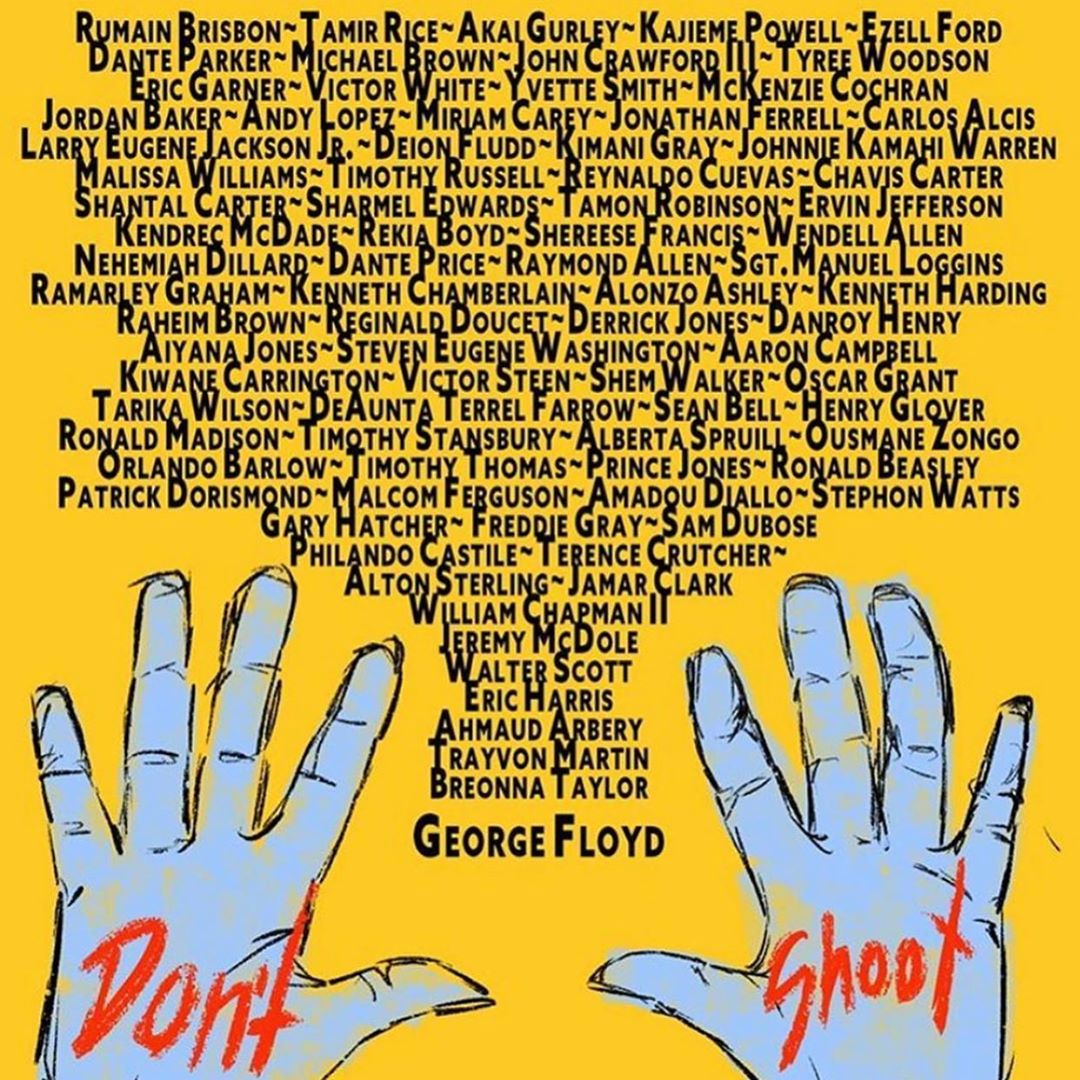 Rumain Brisbon~Tamir Rice~Akai Gurley~Kajieme Powell~Ezell Ford
Dante Parker~Michael Brown~John Crawford III~Tyree Woodson
Eric Garner~Victor White~Yvette Smith~McKenzie Cochran
Jordan Baker~Andy Lopez~Miriam Carey~Jonathan Ferrell~Carlos Alcis
Larry Eugene Jackson Jr.~Deion Fludd~Kimani Gray~Johnnie Kamahi Warren
Malissa Williams~Timothy Russell~Reynaldo Cuevas~Chavis Carter
Shantal Carter~Sharmel Edwards~Tamon Robinson~Ervin Jefferson
Kendrec McDade~Rekia Boyd~Shereese Francis~Wendell Allen
Nehemiah Dillard~Dante Price~Raymond Allen~Sgt. Manuel Loggins
Ramarley Graham~Kenneth Chamberlain~Alonzo Ashley~Kenneth Harding
Raheim Brown~Reginald Doucet~Derrick Jones~Danroy Henry
Aiyana Jones~Steven Eugene Washington~Aaron Campbell
Kiwane Carrington~Victor Steen~Shem Walker~Oscar Grant
Tarika Wilson~DeAunta Terrel Farrow~Sean Bell~Henry Glover
Ronald Madison~Timothy Stansbury~Alberta Spruill~Ousmane Zongo
Orlando Barlow~Timothy Thomas~Prince Jones~Ronald Beasley
Patrick Dorismond~Malcom Ferguson~Amadou Diallo~Stephon Watts
Gary Hatcher~ Freddie Gray~Sam Dubose
Philando Castile~Terence Crutcher~
Alton Sterling~Jamar Clark
William Chapman II
Jeremy McDole
Walter Scott
Eric Harris
Ahmaud Arbery
Trayvon Martin
Breonna Taylor
George Floyd
Don't
Shoot